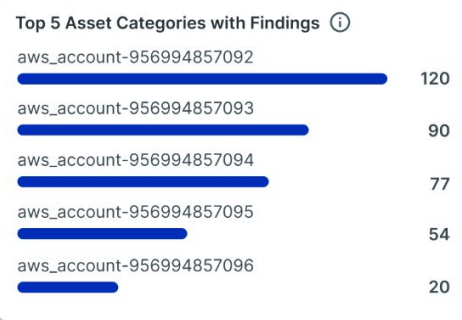 Top 5 Asset Categories with Findings
aws_account-956994857092
120
aws_account-956994857093
90
aws_account-956994857094
77
aws_account-956994857095
54
aws_account-956994857096
20